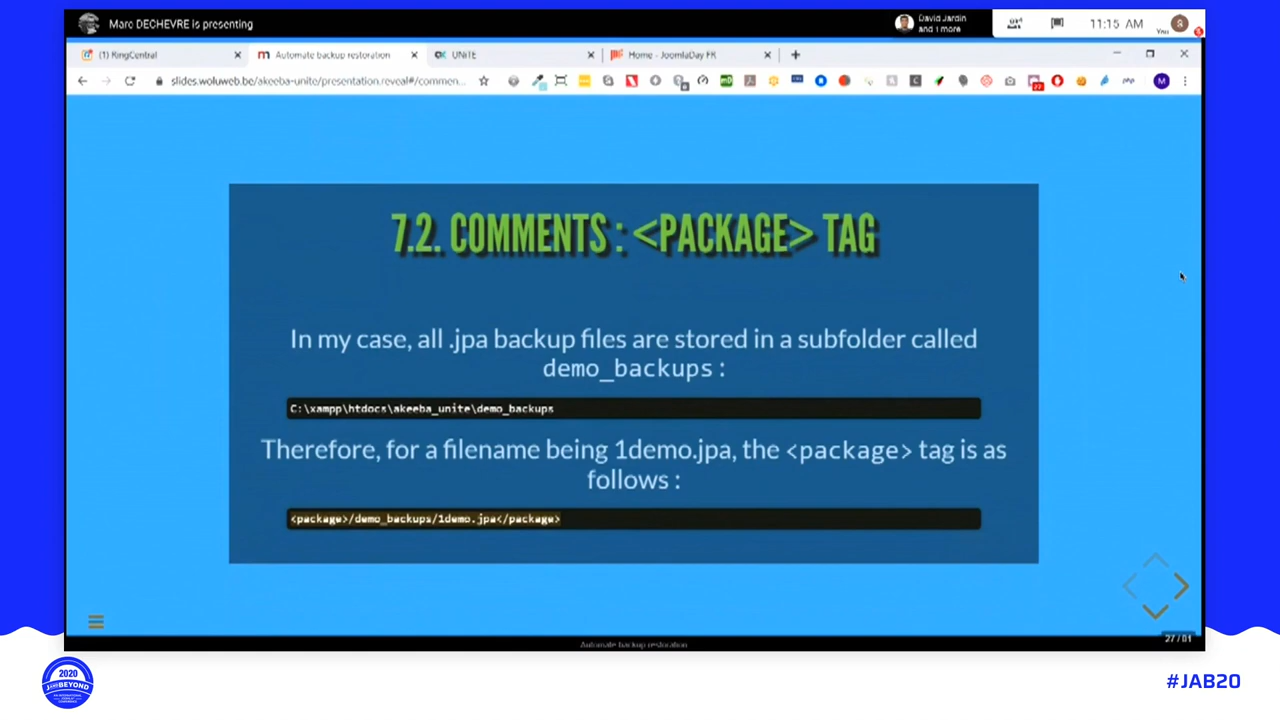 Marc DECHEVRE is presenting
David Jardin
and 1 more
11:15 AM
You
S
(1) RingCentral
Automate backup restoration
UNiTE
Home - JoomlaDay FR
slides.woluweb.be/akeeba-unite/presentation.reveal#/commen...
M
7.2. COMMENTS : <PACKAGE> TAG
In my case, all .jpa backup files are stored in a subfolder called
demo_backups :
C:\xampp\htdocs\akeeba_unite\demo_backups
Therefore, for a filename being 1demo.jpa, the <package> tag is as
follows :
<package>/demo_backups/1demo.jpa</package>
Automate backup restoration
2020
BEYOND
#JAB20